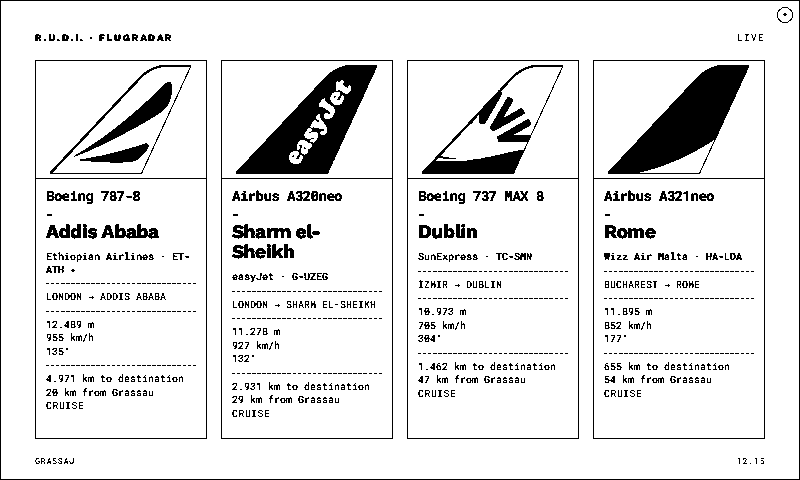 R.U.D.I. · FLUGRADAR
LIVE
easyJet
Boeing 787-8
-
Addis Ababa
Ethiopian Airlines · ET-
ATH ✦
LONDON → ADDIS ABABA
12.489 m
955 km/h
135°
4.971 km to destination
20 km from Grassau
CRUISE
Airbus A320neo
-
Sharm el-
Sheikh
easyJet · G-UZEG
LONDON → SHARM EL-SHEIKH
11.278 m
927 km/h
132°
2.931 km to destination
29 km from Grassau
CRUISE
Boeing 737 MAX 8
-
Dublin
SunExpress · TC-SMN
IZMIR → DUBLIN
10.973 m
705 km/h
304°
1.462 km to destination
47 km from Grassau
CRUISE
Airbus A321neo
-
Rome
Wizz Air Malta · HA-LDA
BUCHAREST → ROME
11.895 m
852 km/h
177°
655 km to destination
54 km from Grassau
CRUISE
GRASSAU
12.15